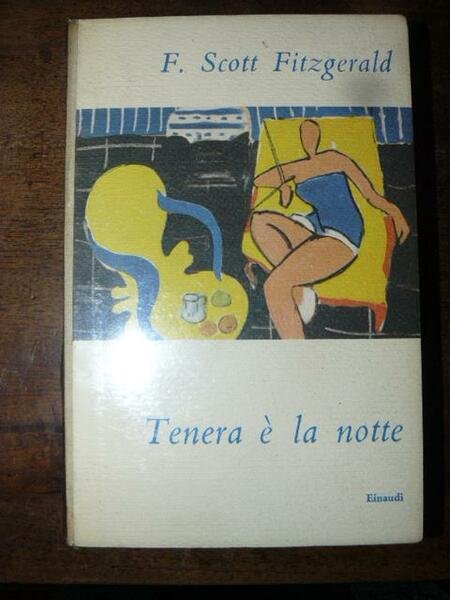 F. Scott Fitzgerald
Tenera è la notte
Einaudi